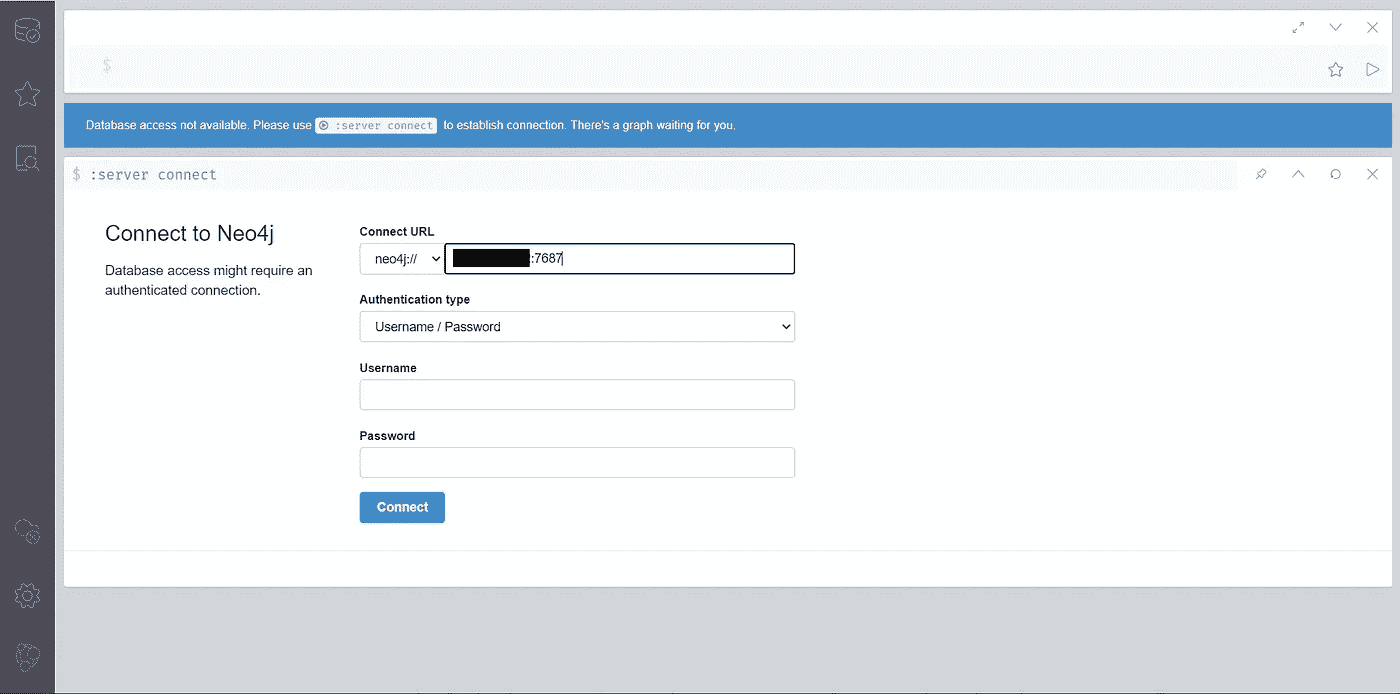 $
Database access not available. Please use :server connect to establish connection. There's a graph waiting for you.
$ :server connect
Connect to Neo4j
Database access might require an
authenticated connection.
Connect URL
neo4j:// :7687
Authentication type
Username / Password
Username
Password
Connect